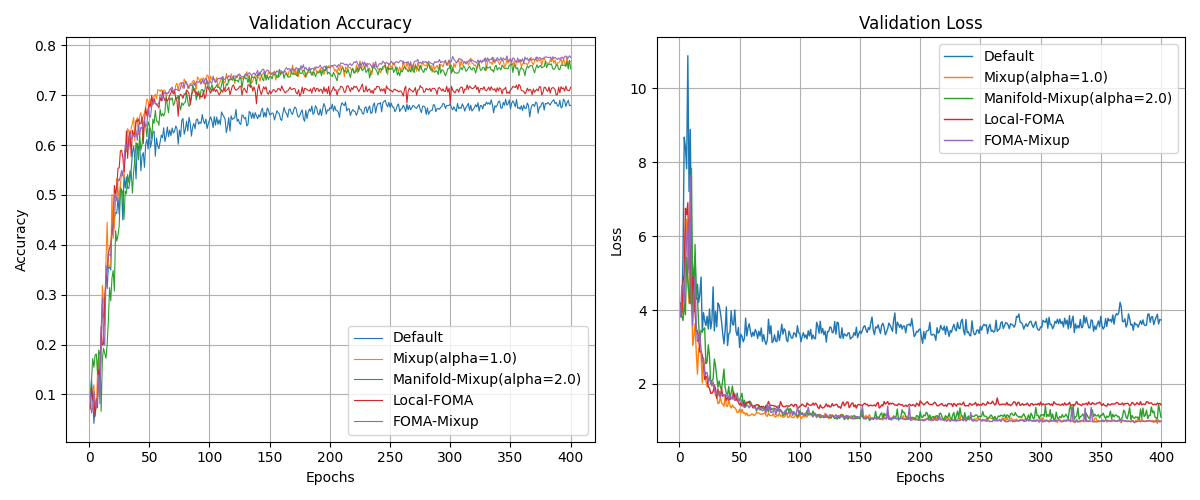 Validation Accuracy
Accuracy
0.8
0.7
0.6
0.5
0.4
0.3
0.2
0.1
Default
Mixup(alpha=1.0)
Manifold-Mixup(alpha=2.0)
Local-FOMA
FOMA-Mixup
0 50 100 150 200 250 300 350 400
Epochs
Validation Loss
Loss
10
8
6
4
2
Default
Mixup(alpha=1.0)
Manifold-Mixup(alpha=2.0)
Local-FOMA
FOMA-Mixup
0 50 100 150 200 250 300 350 400
Epochs